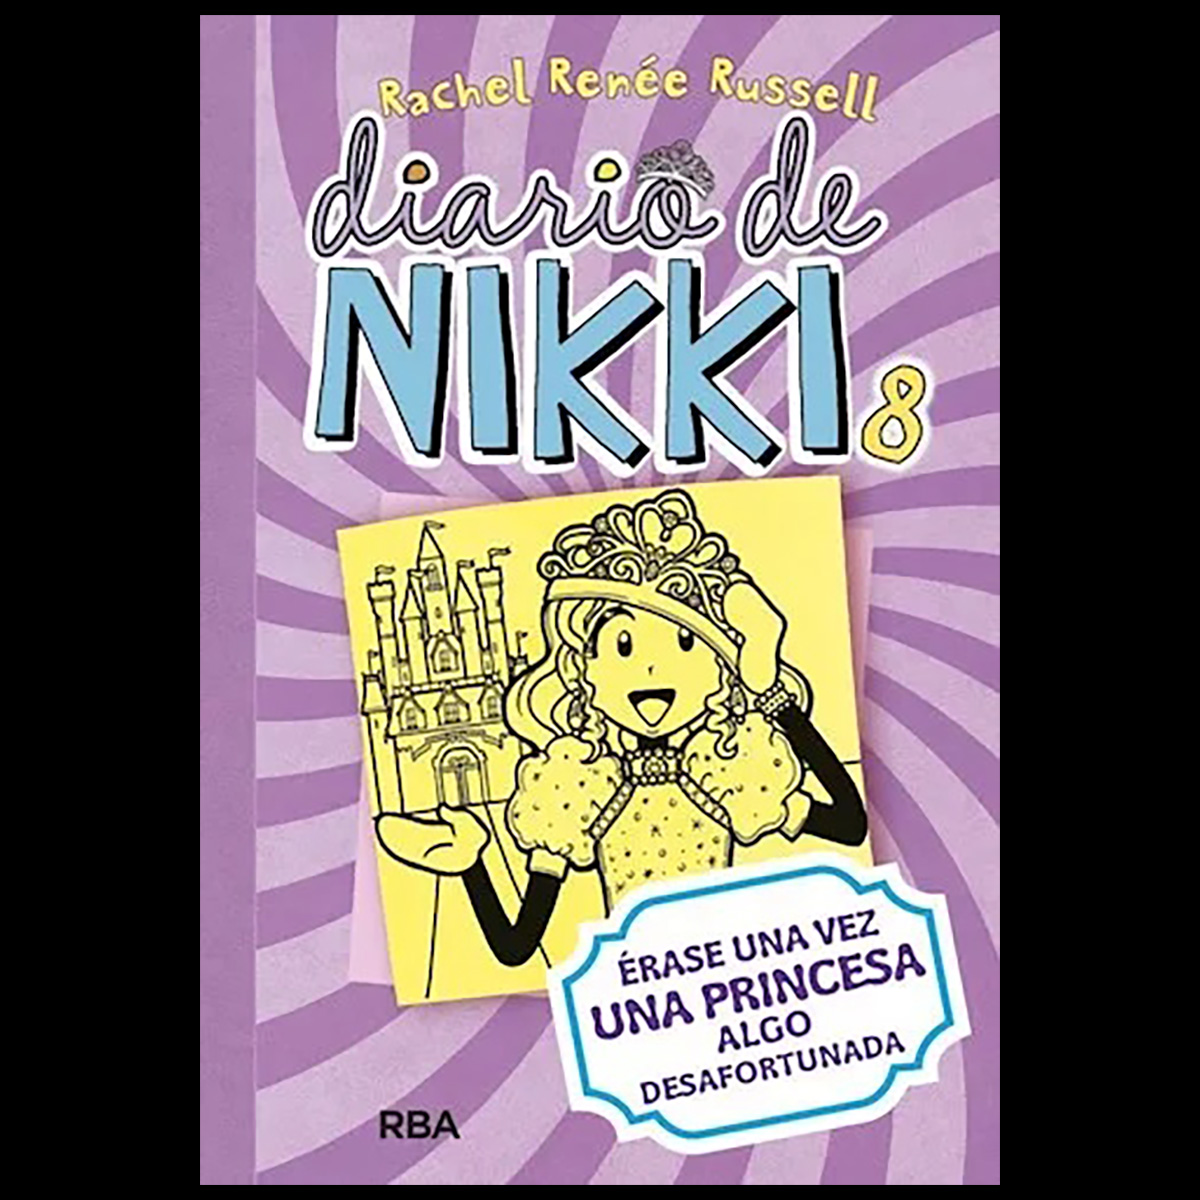 Rachel Renée Russell
diario de
NIKKI 8
ÉRASE UNA VEZ
UNA PRINCESA
ALGO
DESAFORTUNADA
RBA